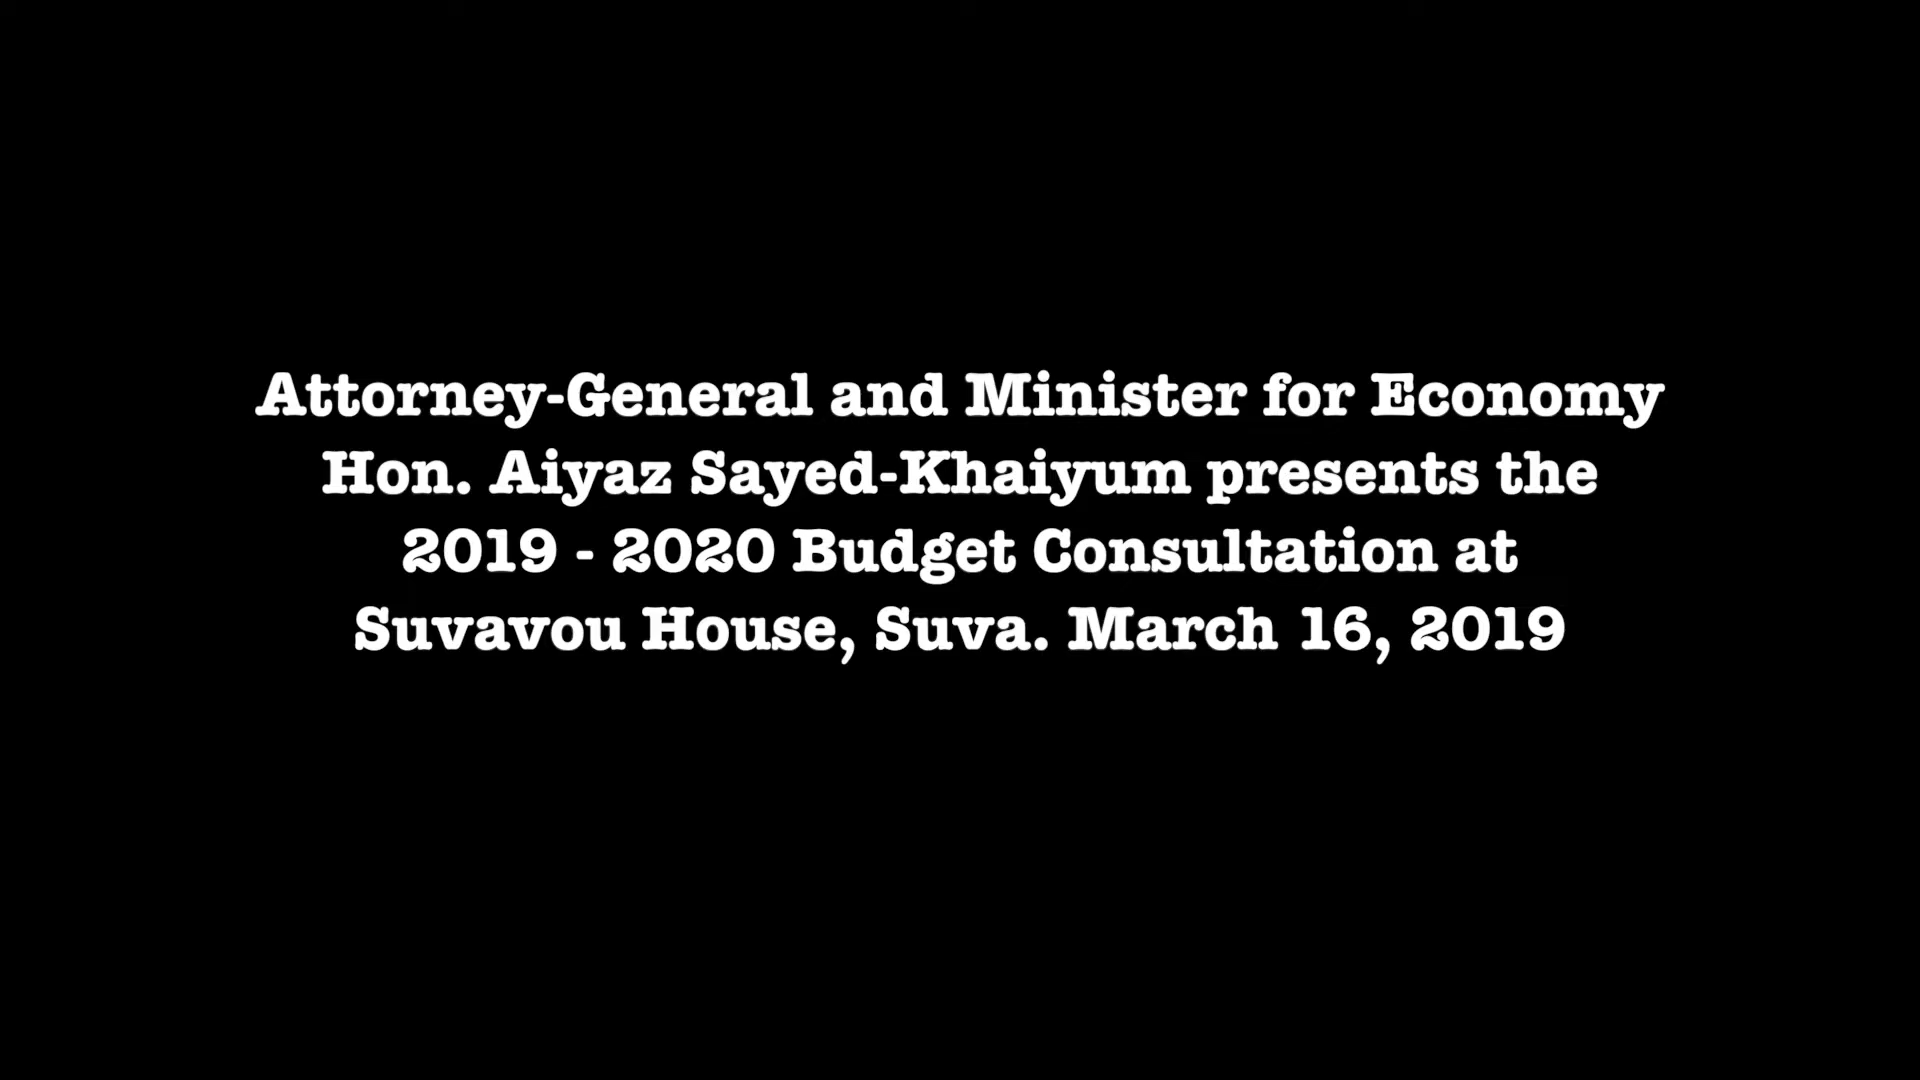 Attorney-General and Minister for Economy
Hon. Aiyaz Sayed-Khaiyum presents the
2019 - 2020 Budget Consultation at
Suvavou House, Suva. March 16, 2019